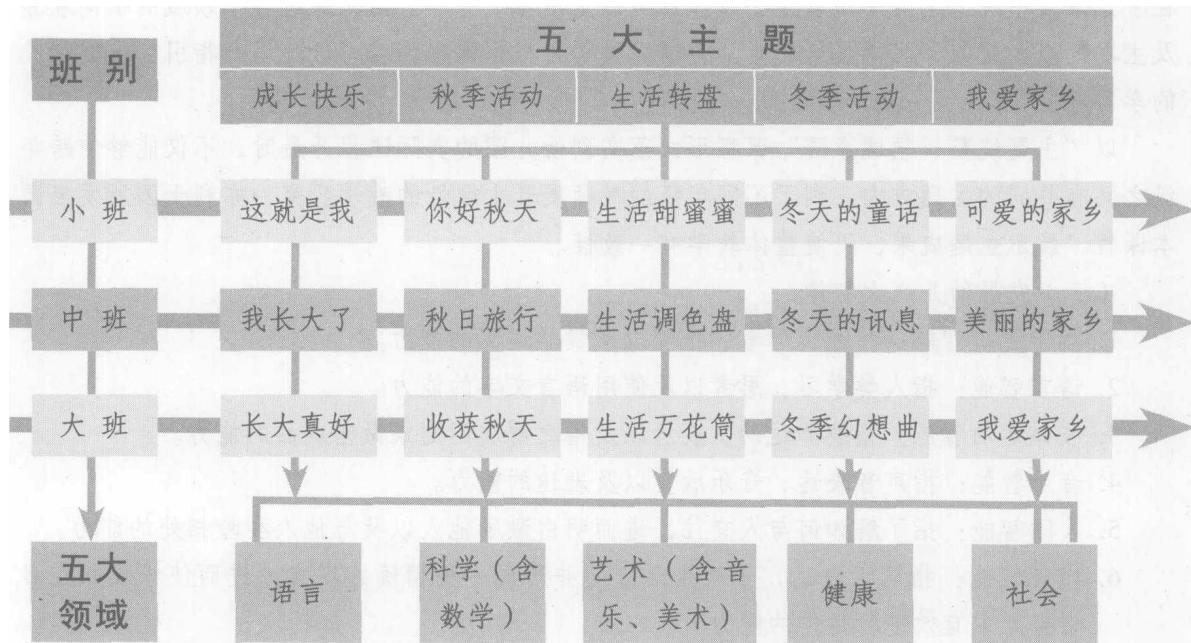 五大主题
班别
成长快乐 秋季活动 生活转盘 冬季活动 我爱家乡
小班 这就是我 你好秋天 生活甜蜜蜜 冬天的童话 可爱的家乡
中班 我长大了 秋日旅行 生活调色盘 冬天的讯息 美丽的家乡
大班 长大真好 收获秋天 生活万花筒 冬季幻想曲 我爱家乡
五大
领域
语言
科学（含
数学）
艺术（含音
乐、美术）
健康
社会